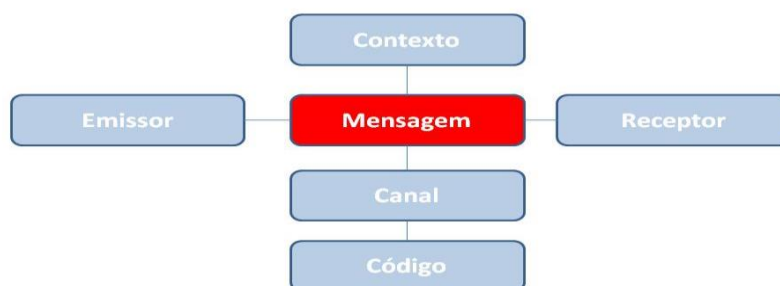 Contexto
Emissor
Mensagem
Receptor
Canal
Código